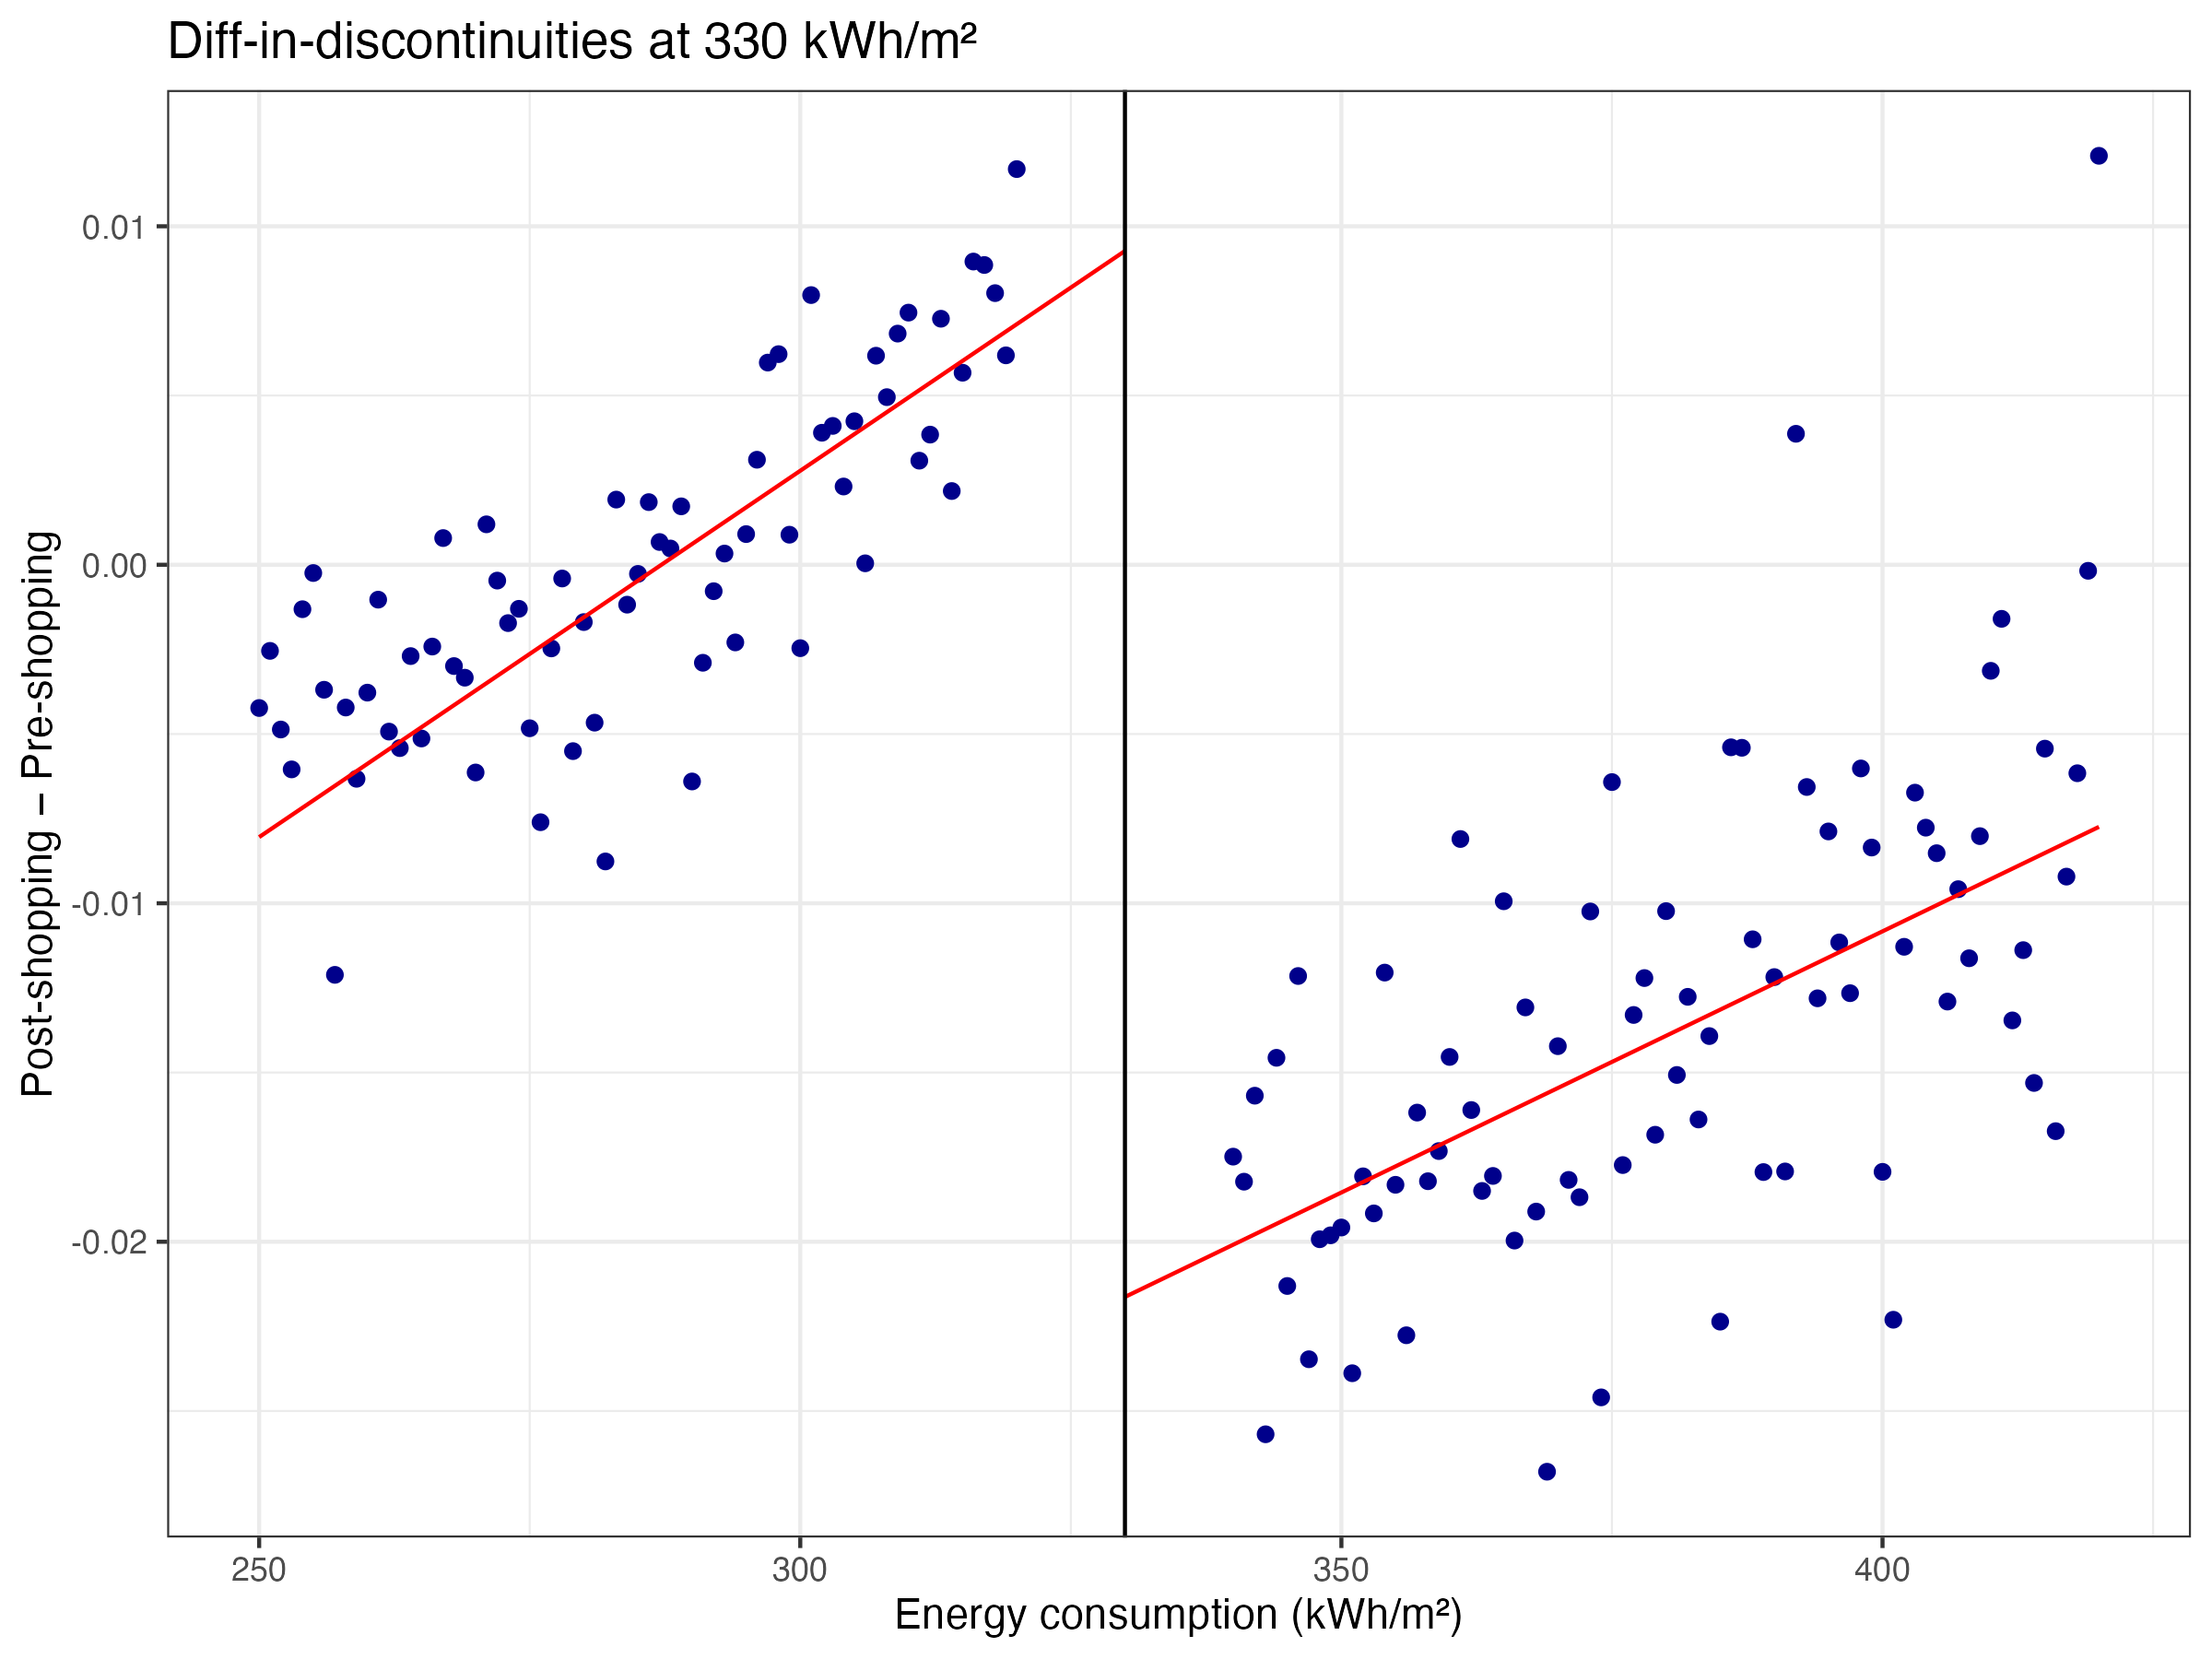 Diff-in-discontinuities at 330 kWh/m²
Post-shopping – Pre-shopping
0.01
0.00
-0.01
-0.02
250 300 350 400
Energy consumption (kWh/m²)